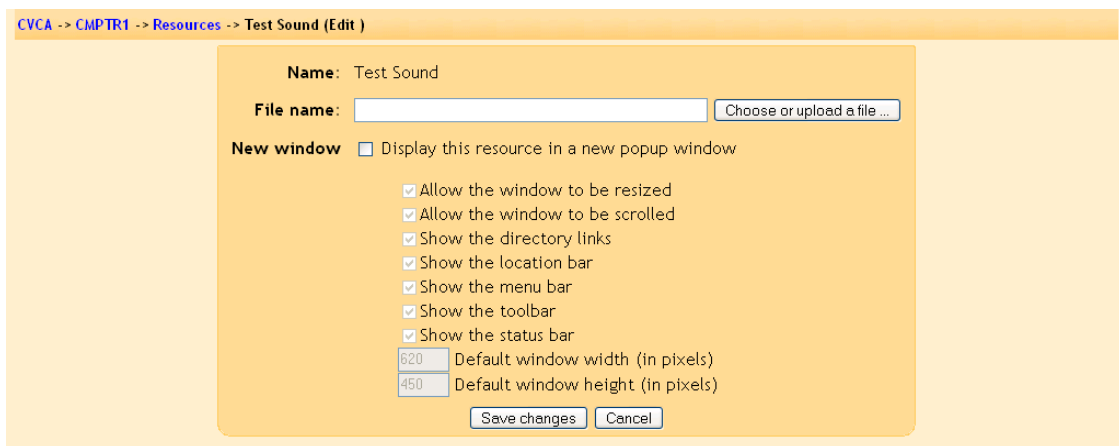 CVCA -> CMPTR1 -> Resources -> Test Sound (Edit )
Name: Test Sound
File name: Choose or upload a file ...
New window Display this resource in a new popup window
Allow the window to be resized
Allow the window to be scrolled
Show the directory links
Show the location bar
Show the menu bar
Show the toolbar
Show the status bar
620 Default window width (in pixels)
450 Default window height (in pixels)
Save changes Cancel